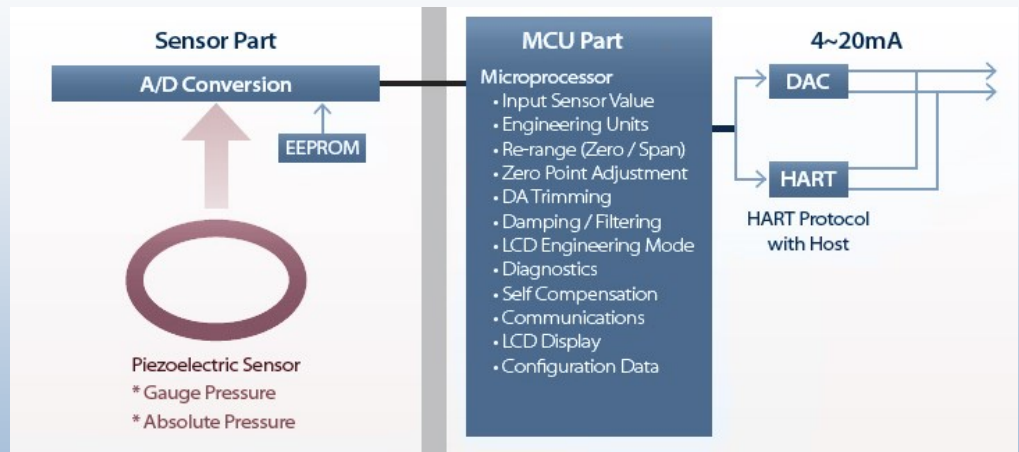 Sensor Part
A/D Conversion
EEPROM
Piezoelectric Sensor
* Gauge Pressure
* Absolute Pressure
MCU Part
Microprocessor
• Input Sensor Value
• Engineering Units
• Re-range (Zero / Span)
• Zero Point Adjustment
• DA Trimming
• Damping / Filtering
• LCD Engineering Mode
• Diagnostics
• Self Compensation
• Communications
• LCD Display
• Configuration Data
4~20mA
DAC
HART
HART Protocol
with Host